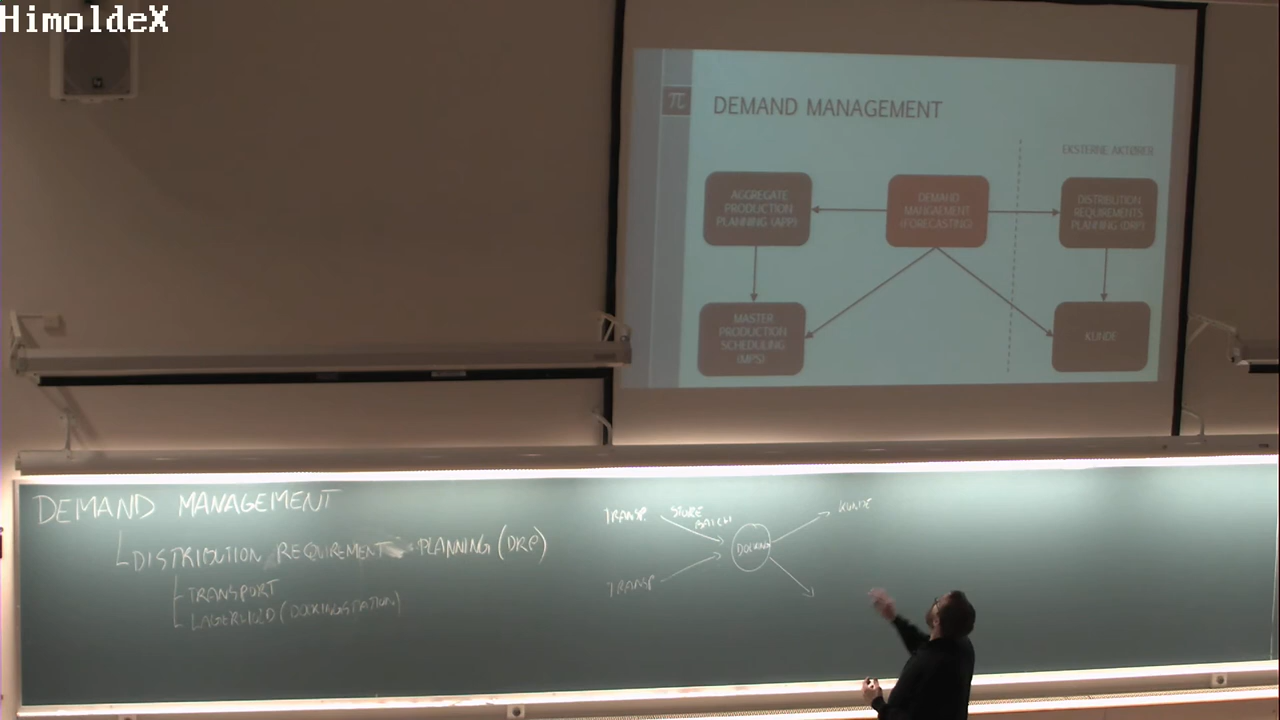 HimoldeX
π
DEMAND MANAGEMENT
EKSTERNE AKTØRER
AGGREGATE
PRODUCTION
PLANNING (APP)
DEMAND
MANGAEMENT
(FORECASTING)
DISTRIBUTION
REQUIREMENTS
PLANNING (DRP)
MASTER
PRODUCTION
SCHEDULING
(MPS)
KUNDE
DEMAND MANAGEMENT
DISTRIBUTION REQUIREMENT PLANNING (DRP)
TRANSPORT
LAGERHOLD (DOCKINGSTATION)
TRANSP. STORE
BATCH
KUNDE
DOCKING
TRANSP